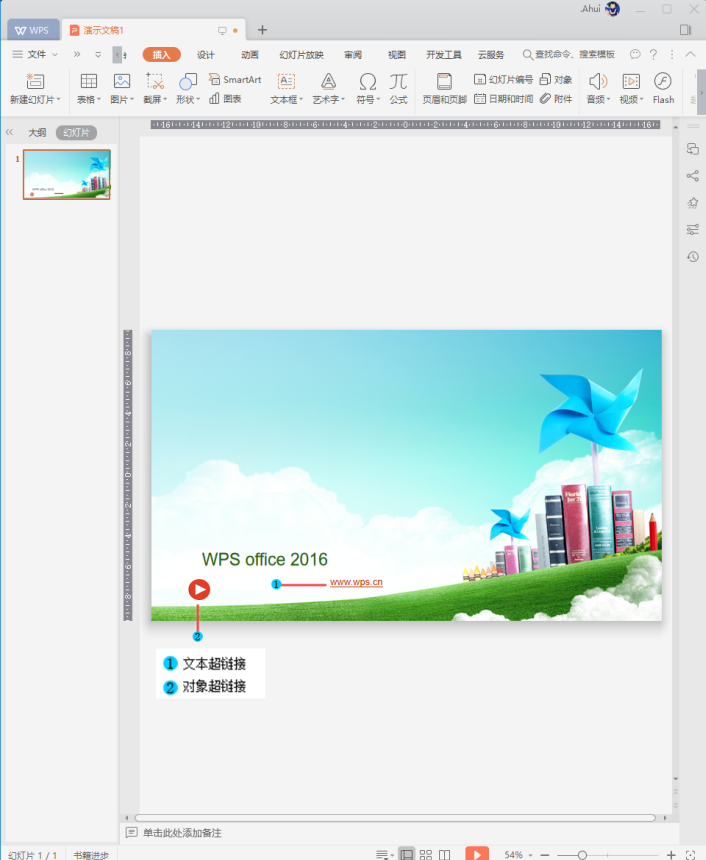 .Ahui
WPS 演示文稿1
文件 插入 设计 动画 幻灯片放映 审阅 视图 开发工具 云服务 查找命令、搜索模板
SmartArt 幻灯片编号 对象
新建幻灯片 表格 图片 截屏 形状 图表 文本框 艺术字 符号 公式 页眉和页脚 日期和时间 附件 音频 视频 Flash
大纲 幻灯片
1
WPS office 2016
1 www.wps.cn
2
1 文本超链接
2 对象超链接
单击此处添加备注
幻灯片 1 / 1 书籍进步 54%